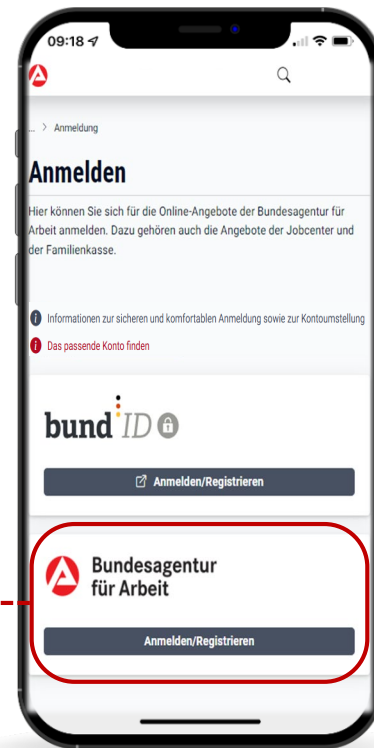 09:18
... > Anmeldung
Anmelden
Hier können Sie sich für die Online-Angebote der Bundesagentur für
Arbeit anmelden. Dazu gehören auch die Angebote der Jobcenter und
der Familienkasse.
Informationen zur sicheren und komfortablen Anmeldung sowie zur Kontoumstellung
Das passende Konto finden
bundID
Anmelden/Registrieren
Bundesagentur
für Arbeit
Anmelden/Registrieren